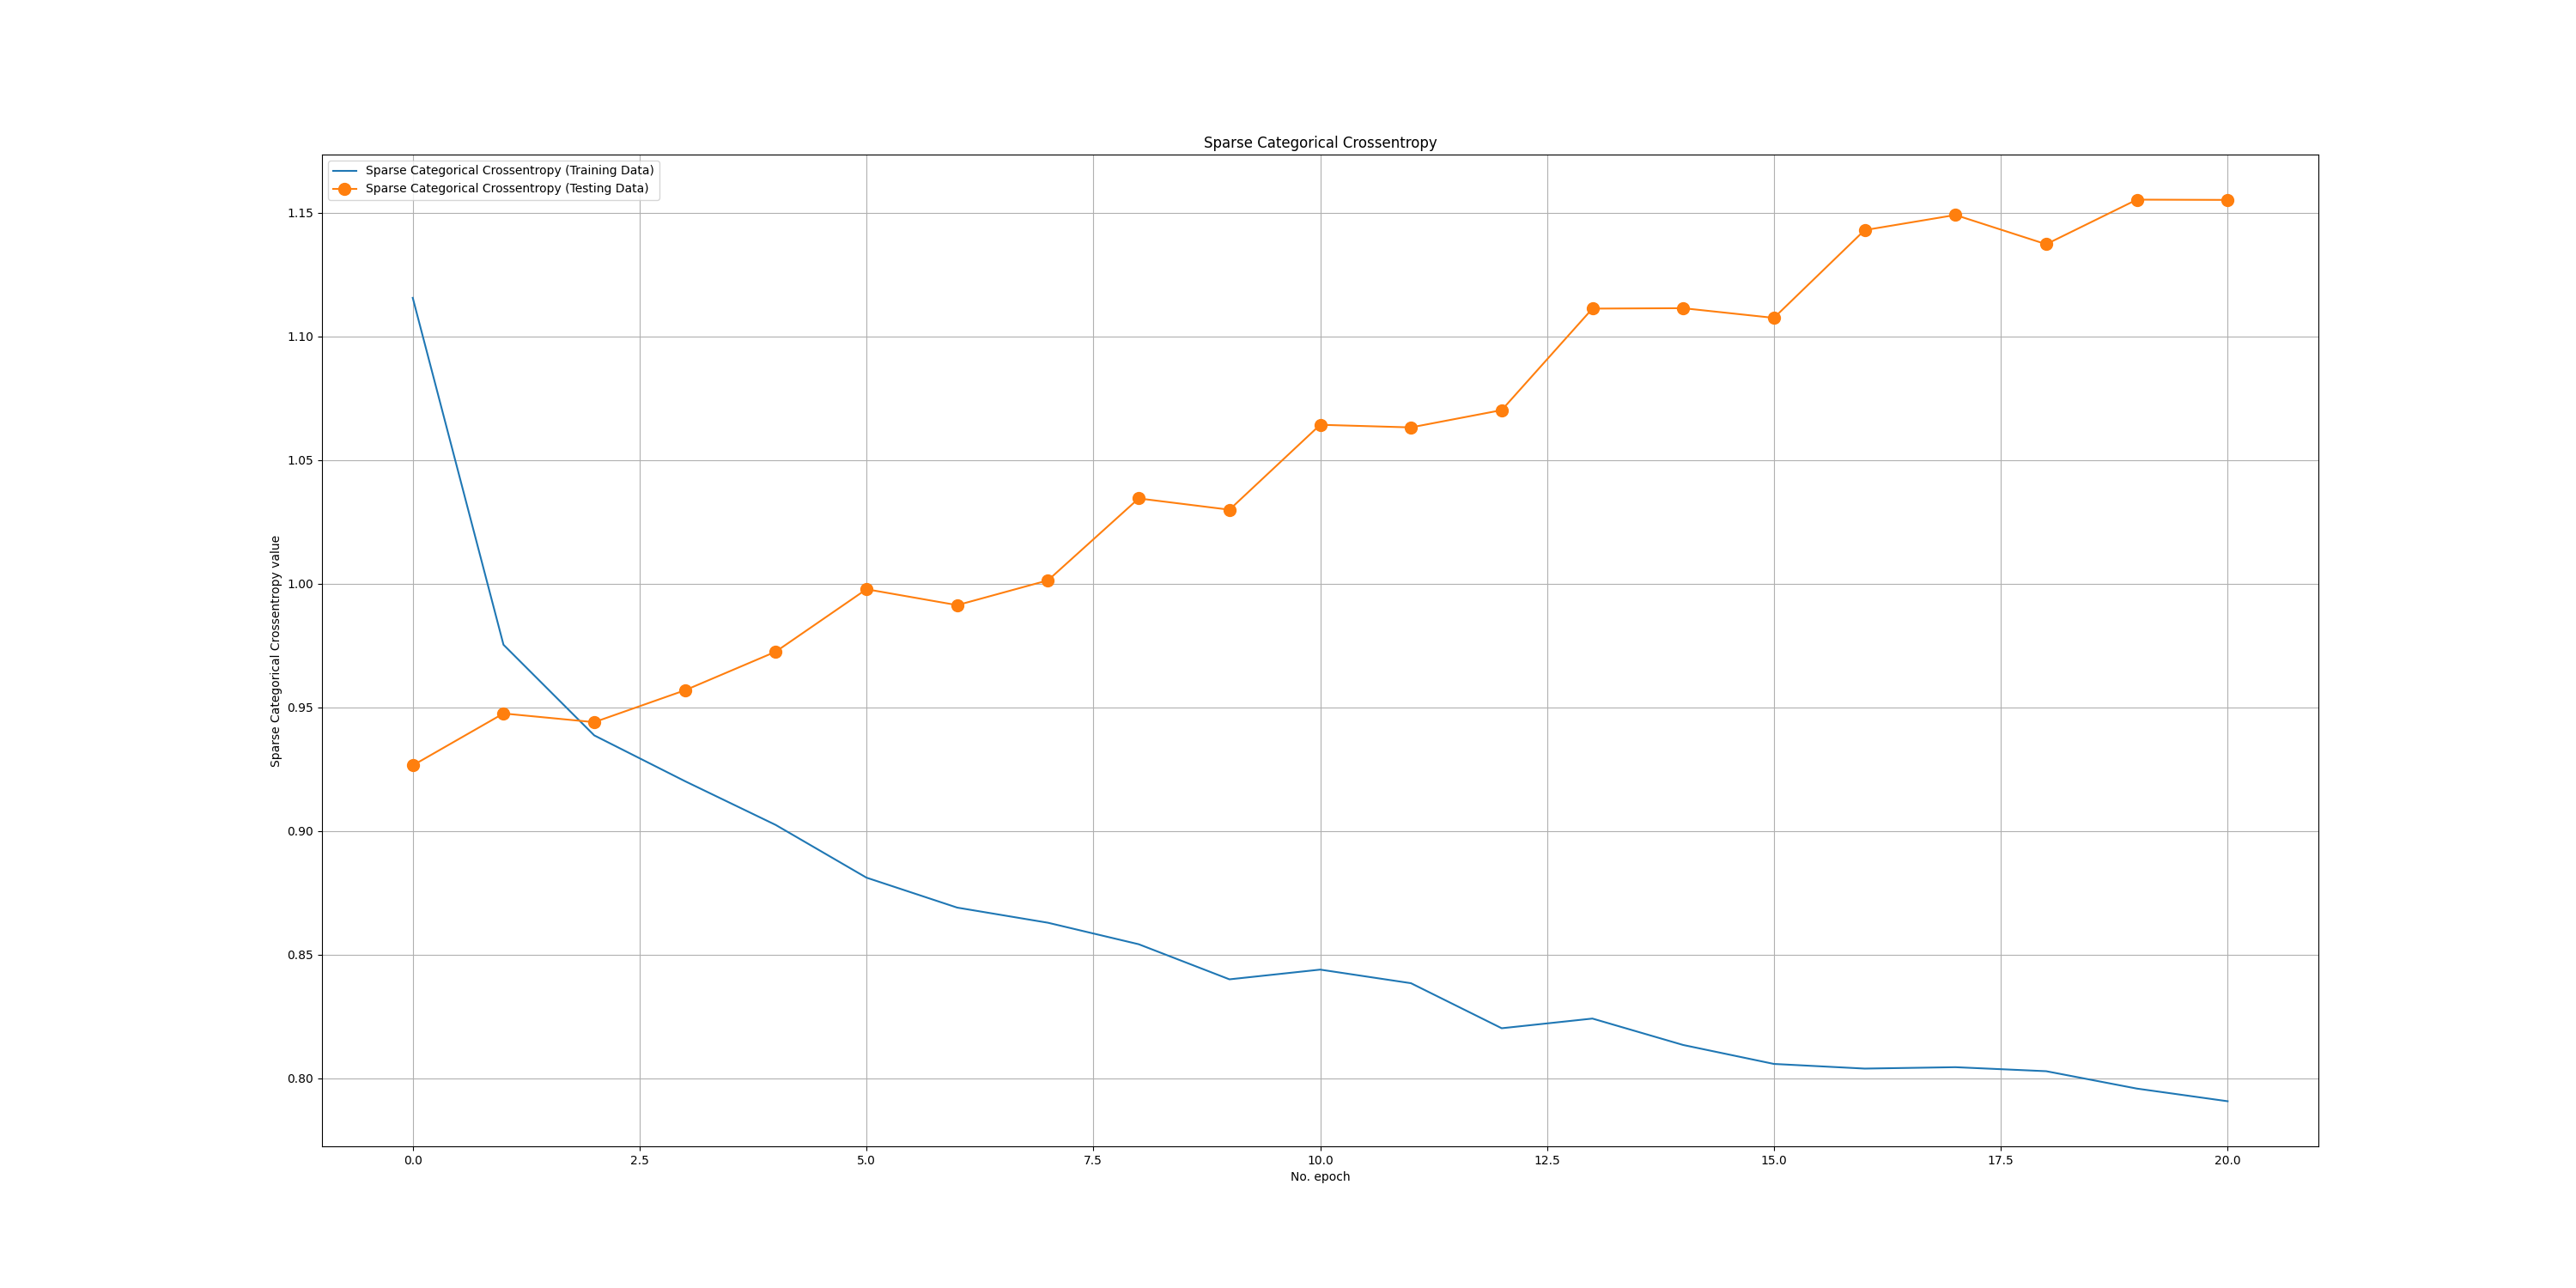 Sparse Categorical Crossentropy
Sparse Categorical Crossentropy (Training Data)
Sparse Categorical Crossentropy (Testing Data)
Sparse Categorical Crossentropy value
1.15
1.10
1.05
1.00
0.95
0.90
0.85
0.80
0.0 2.5 5.0 7.5 10.0 12.5 15.0 17.5 20.0
No. epoch